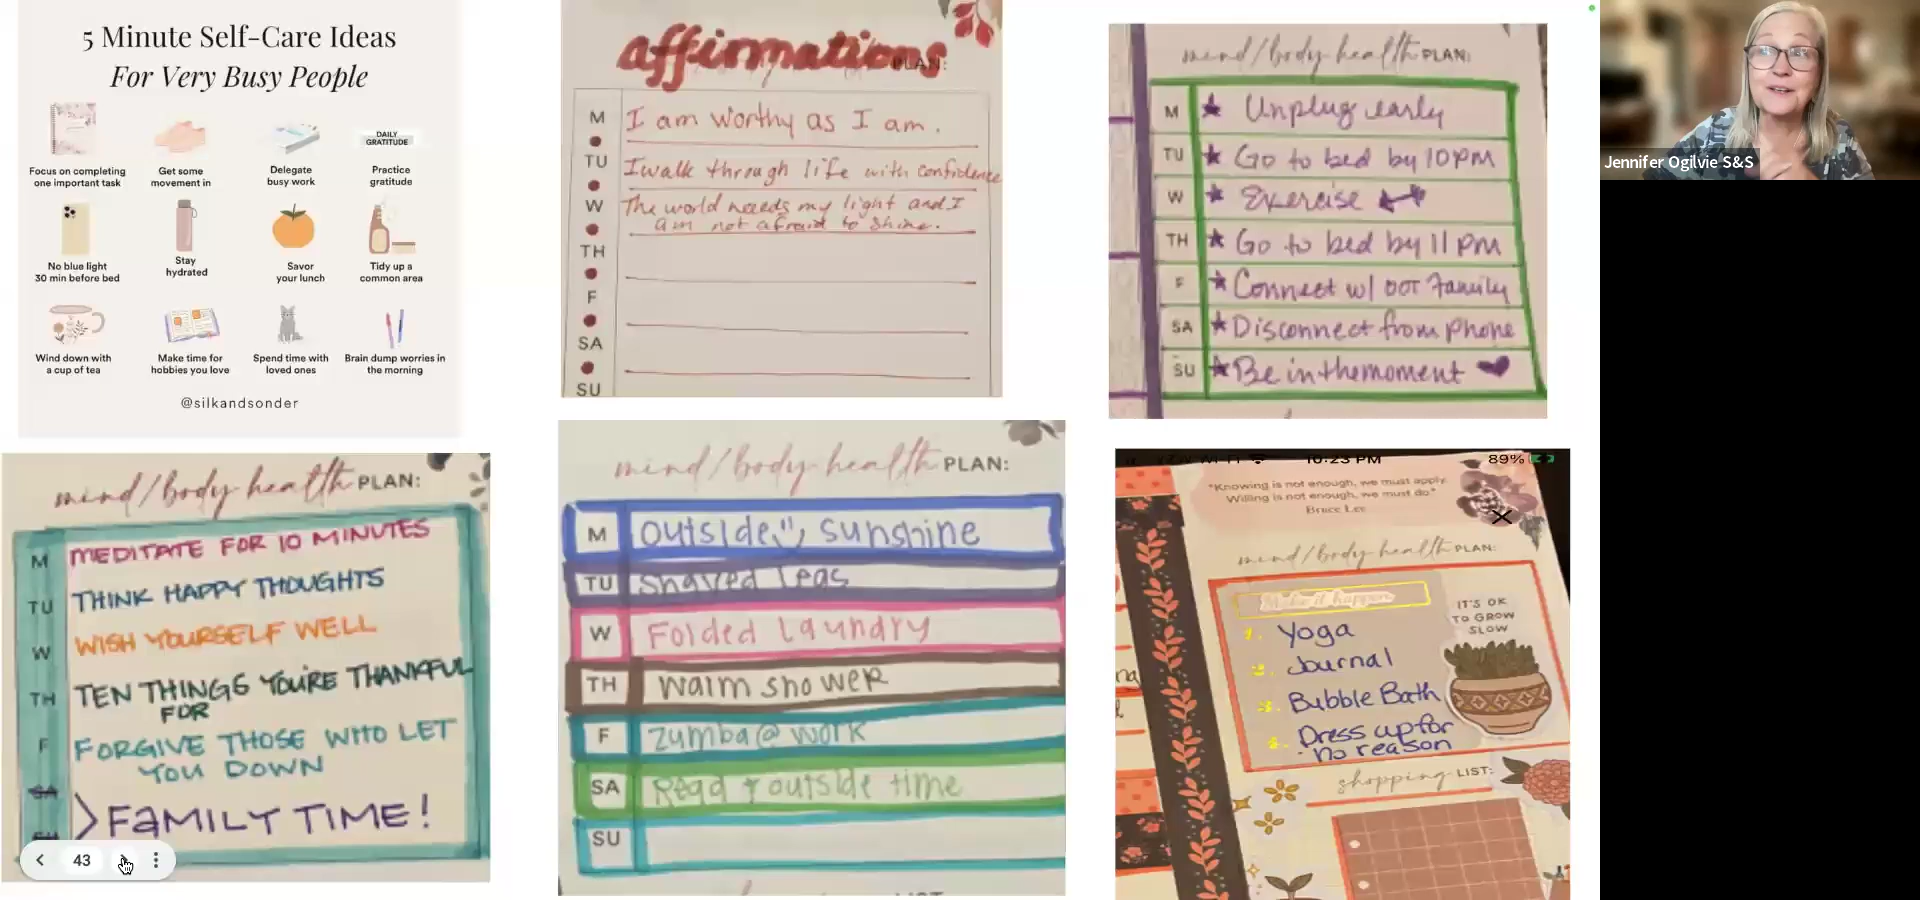 5 Minute Self-Care Ideas
For Very Busy People
DAILY
GRATITUDE
Focus on completing
one important task
Get some
movement in
Delegate
busy work
Practice
gratitude
No blue light
30 min before bed
Stay
hydrated
Savor
your lunch
Tidy up a
common area
Wind down with
a cup of tea
Make time for
hobbies you love
Spend time with
loved ones
Brain dump worries in
the morning
@silkandsonder
affirmations
PLAN:
M I am worthy as I am.
TU I walk through life with confidence
W The world needs my light and I
am not afraid to shine.
TH
F
SA
SU
mind/body health PLAN:
M Unplug early
TU Go to bed by 10pm
W Exercise
TH Go to bed by 11pm
F Connect w/ our Family
SA Disconnect from phone
SU Be in the moment
Jennifer Ogilvie S&S
mind/body health PLAN:
M MEDITATE FOR 10 MINUTES
TU THINK HAPPY THOUGHTS
W WISH YOURSELF WELL
TH TEN THINGS YOU'RE THANKFUL
FOR
F FORGIVE THOSE WHO LET
YOU DOWN
SA
SU
FAMILY TIME!
43
mind/body health PLAN:
M outside sunshine
TU Shaved legs
W Folded laundry
TH warm shower
F zumba @ work
SA Read + outside time
SU
10:23 PM
89%
"Knowing is not enough, we must apply.
Willing is not enough, we must do"
Bruce Lee
mind/body health PLAN:
Make it happen
IT'S OK
TO GROW
SLOW
1. Yoga
Journal
Bubble Bath
Dress up for
no reason
shopping LIST: